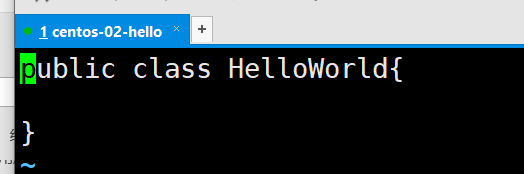 1 centos-02-hello × +
public class HelloWorld{
}
~